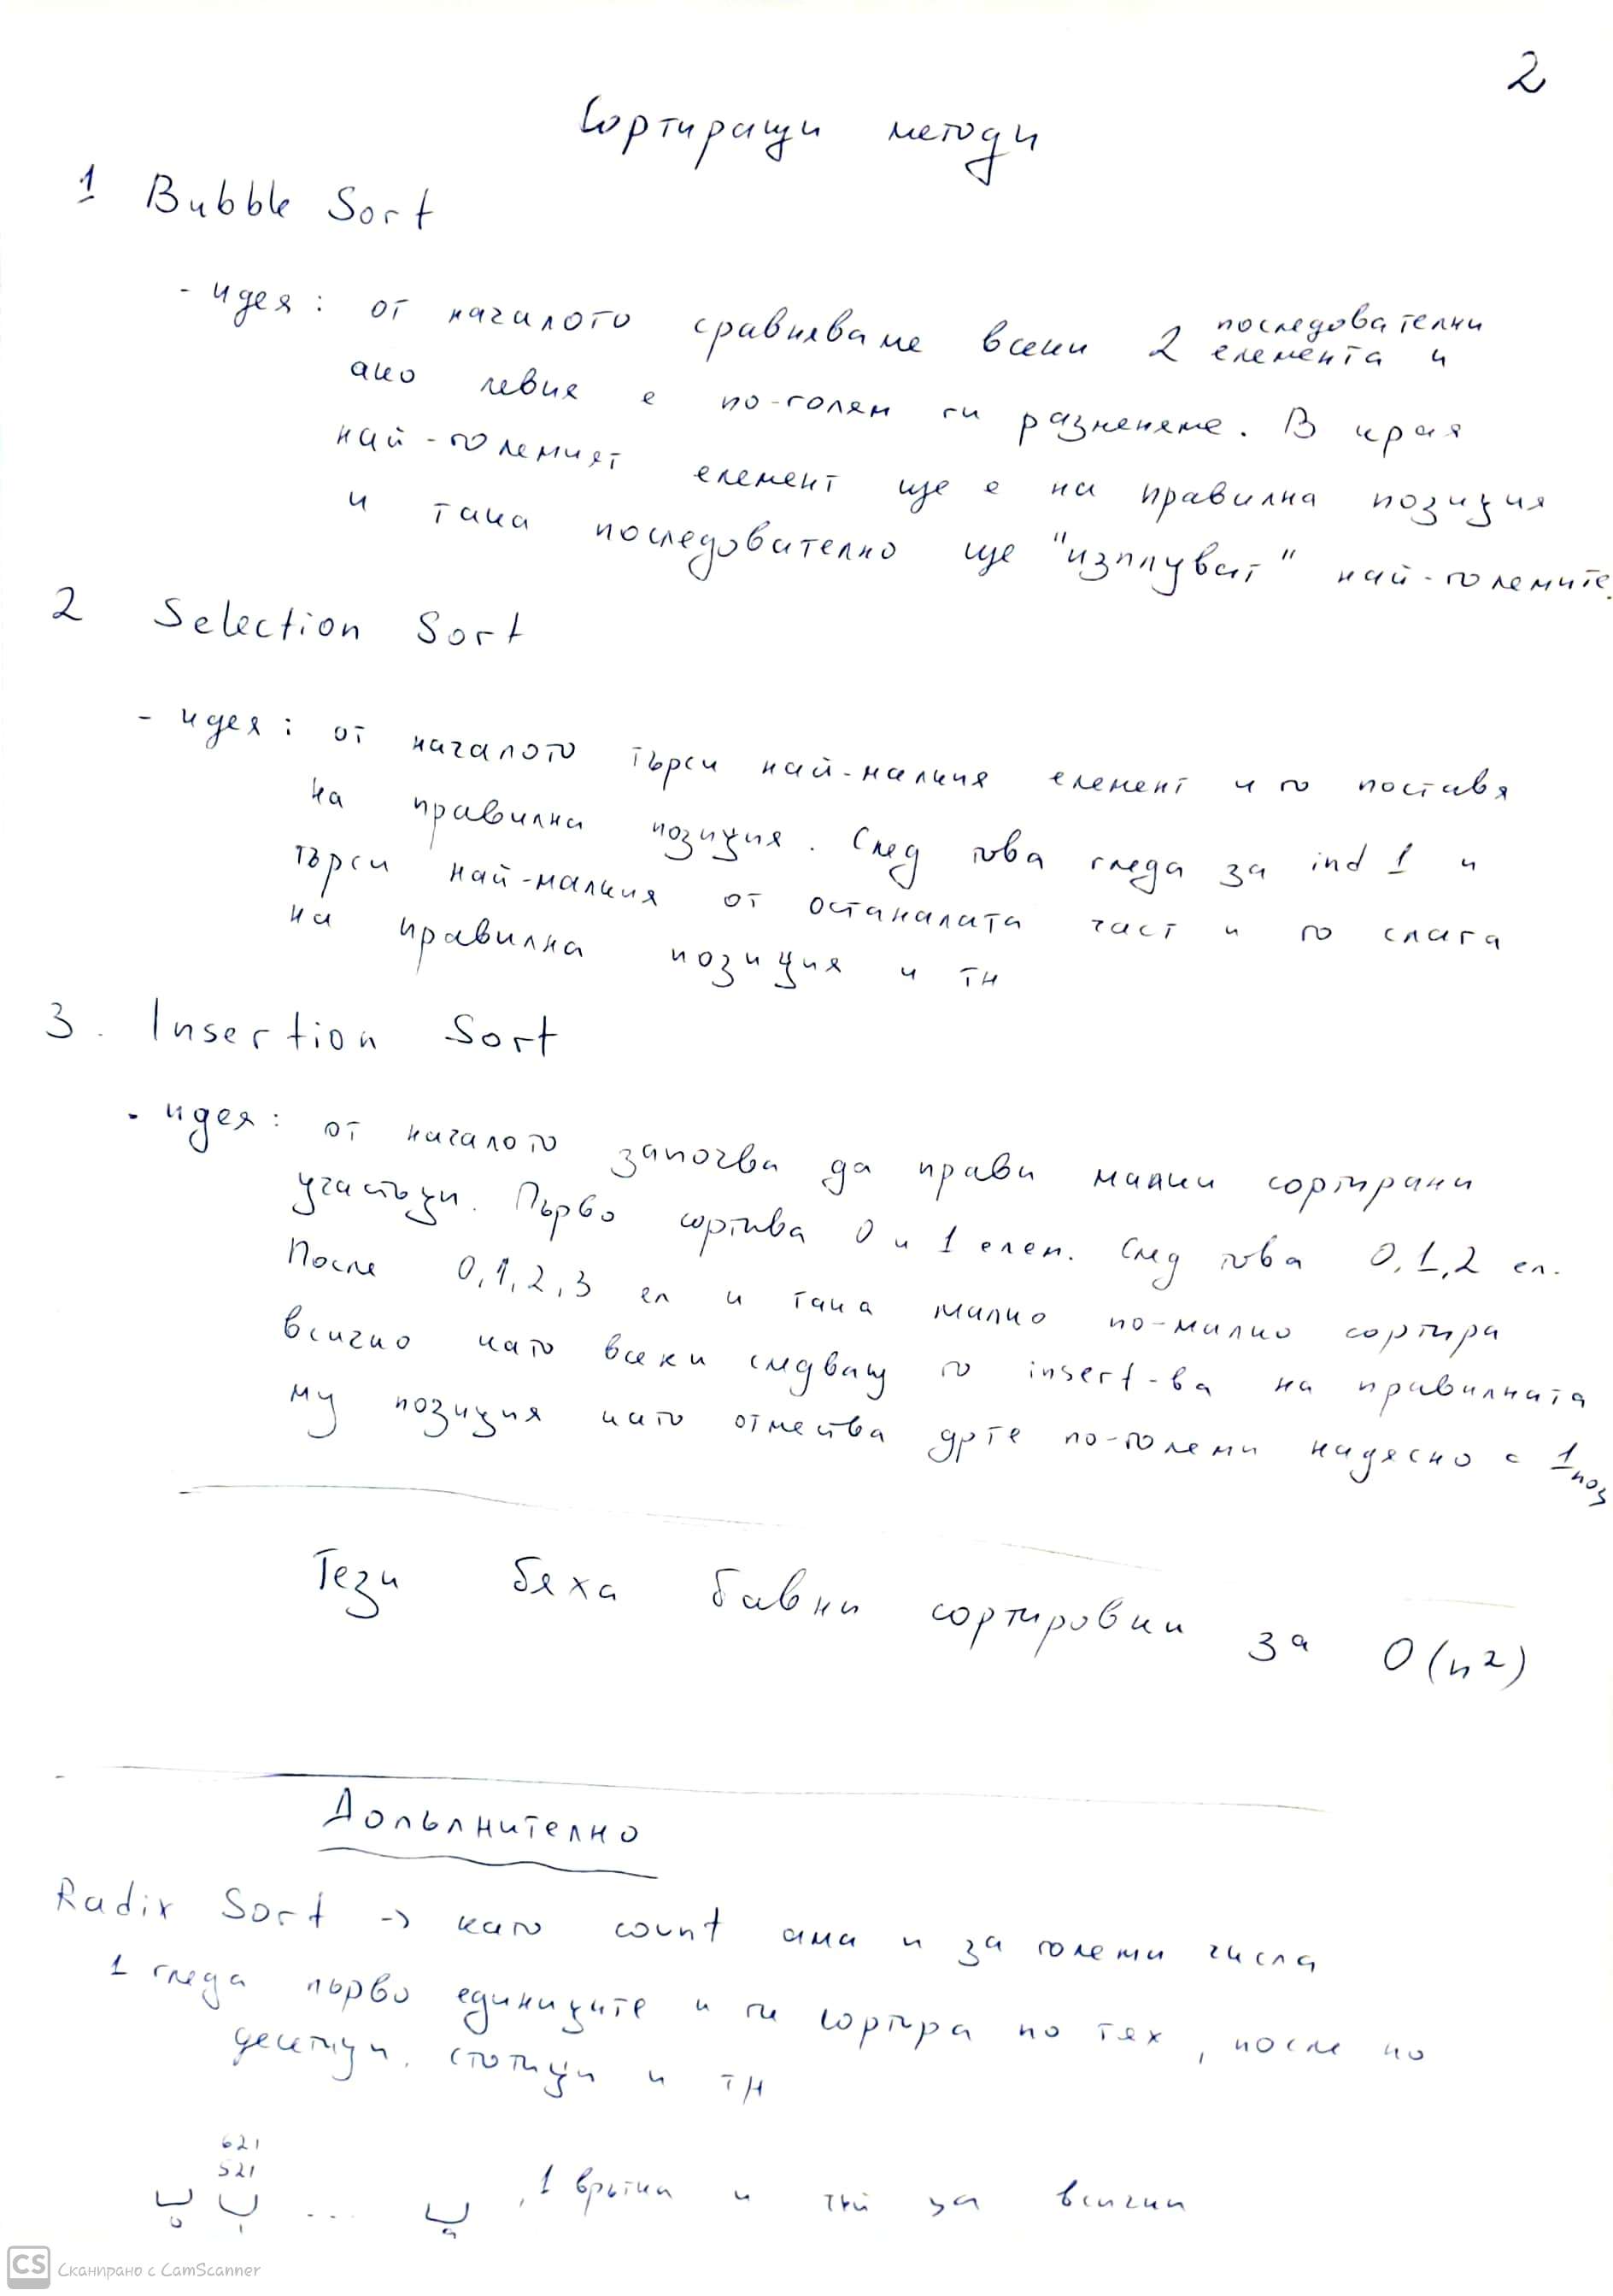 2
Сортиращи методи
1 Bubble Sort
- идея: от началото сравняваме всеки 2 последователни елемента и
ако левия е по-голям ги разменяме. В края
най-големият елемент ще е на правилна позиция
и така последователно ще "изплуват" най-големите.
2 Selection Sort
- идея: от началото търси най-малкия елемент и го поставя
на правилна позиция. След това гледа за ind 1 и
търси най-малкия от останалата част и го слага
на правилна позиция и тн
3. Insertion Sort
- идея: от началото започва да прави малки сортирани
участъци. Първо сортива 0 и 1 елем. След това 0,1,2 ел.
После 0,1,2,3 ел и така малко по-малко сортира
всичко като всеки следващ го insert-ва на правилната
му позиция като отмества дрте по-големи надясно с 1 поз
Тези бяха бавни сортировки за O(n2)
Допълнително
Radix Sort -> като count ама и за големи числа
1 гледа първо единиците и ги сортира по тях, после по
десетици, стотици и тн
621
521
0 1 ... 9 , 1 врътка и тнй за всички
CS Сканирано с CamScanner